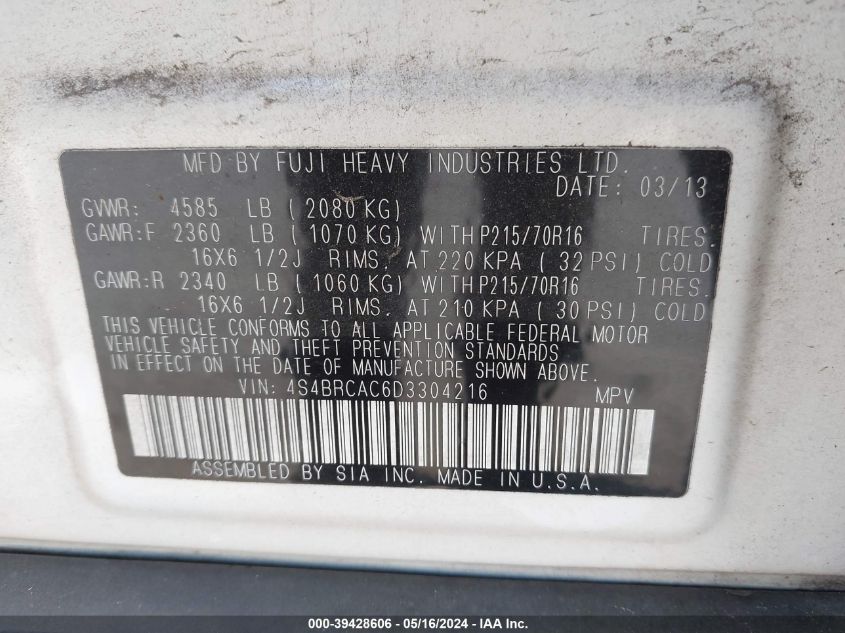 MFD BY FUJI HEAVY INDUSTRIES LTD.
DATE: 03/13
GVWR: 4585 LB ( 2080 KG)
GAWR:F 2360 LB ( 1070 KG) WITH P215/70R16 TIRES.
16X6 1/2J RIMS. AT 220 KPA ( 32 PSI) COLD
GAWR:R 2340 LB ( 1060 KG) WITH P215/70R16 TIRES.
16X6 1/2J RIMS. AT 210 KPA ( 30 PSI) COLD
THIS VEHICLE CONFORMS TO ALL APPLICABLE FEDERAL MOTOR
VEHICLE SAFETY AND THEFT PREVENTION STANDARDS
IN EFFECT ON THE DATE OF MANUFACTURE SHOWN ABOVE.
VIN: 4S4BRCAC6D3304216 MPV
ASSEMBLED BY SIA INC. MADE IN U.S.A.
000-39428606 - 05/16/2024 - IAA Inc.